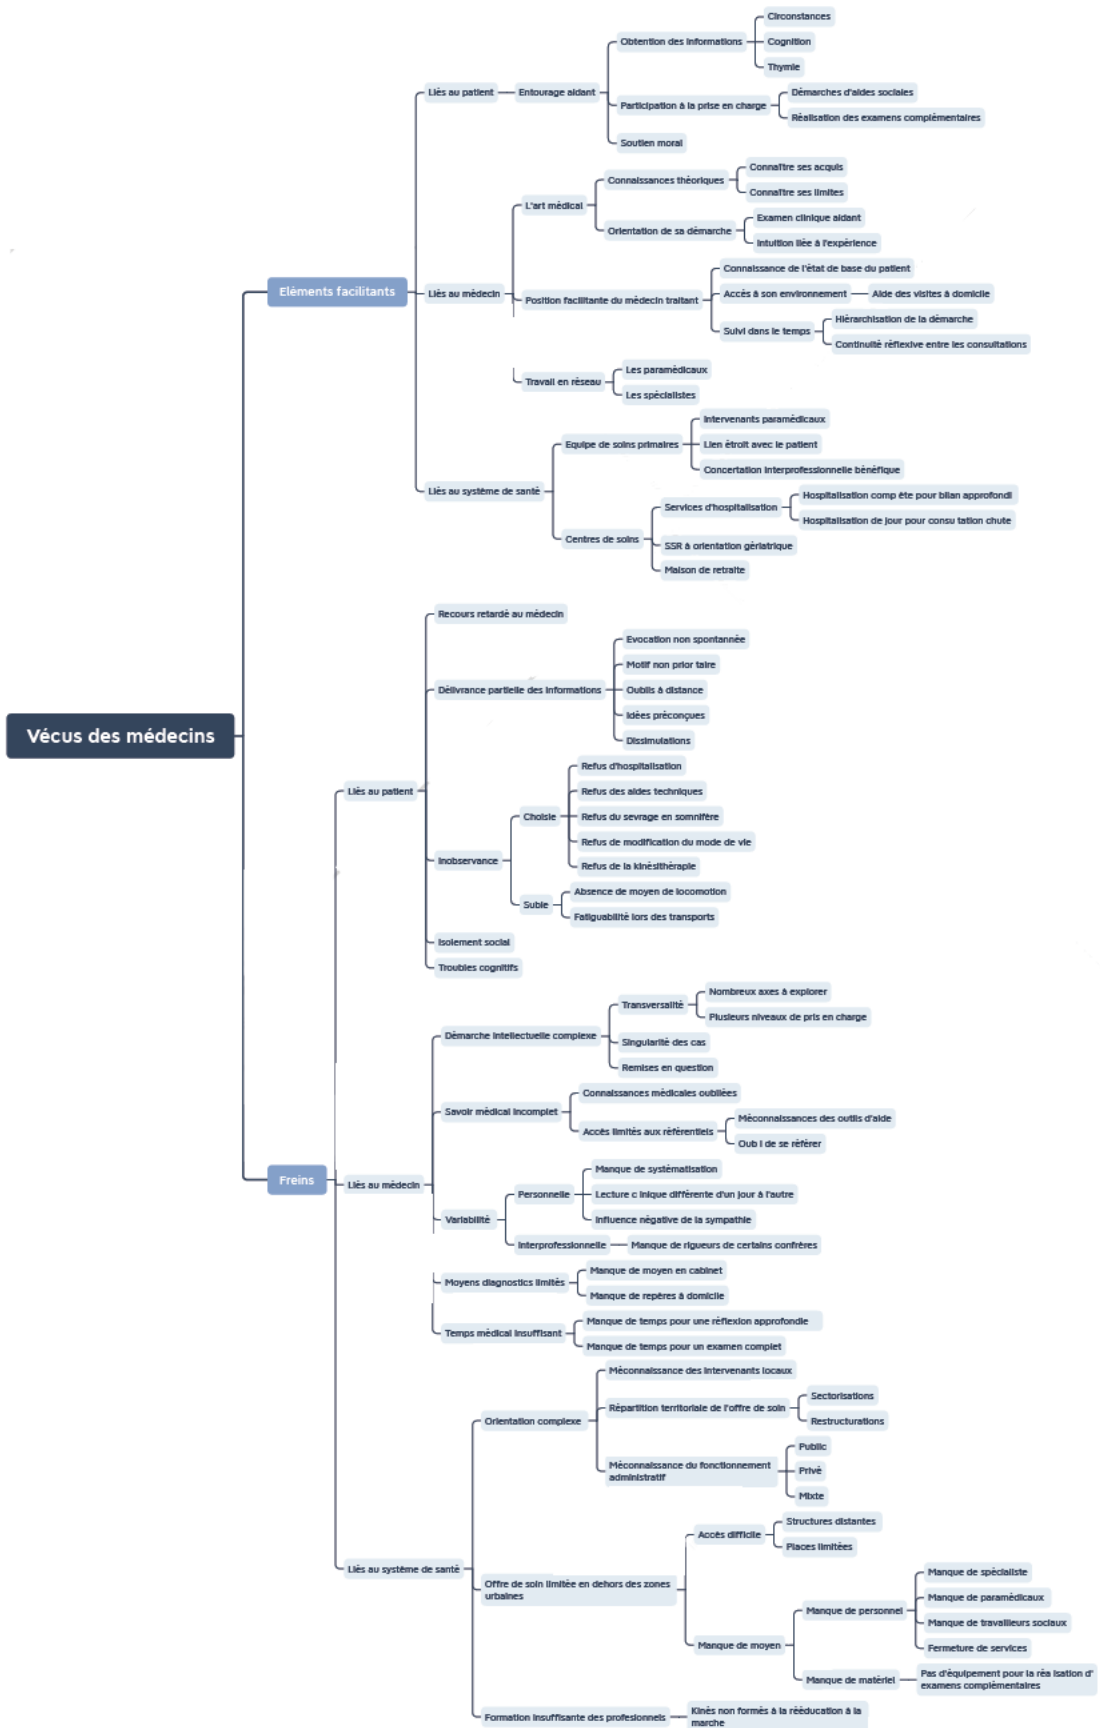 Circonstances
Obtention des informations
Cognition
Thymie
Liés au patient
Entourage aidant
Démarches d'aides sociales
Participation à la prise en charge
Réalisation des examens complémentaires
Soutien moral
Connaître ses acquis
Connaissances théoriques
Connaître ses limites
L'art médical
Examen clinique aidant
Orientation de sa démarche
Intuition liée à l'expérience
Eléments facilitants
Liés au médecin
Connaissance de l'état de base du patient
Position facilitante du médecin traitant
Accès à son environnement
Aide des visites à domicile
Hiérarchisation de la démarche
Suivi dans le temps
Continuité réflexive entre les consultations
Les paramédicaux
Travail en réseau
Les spécialistes
Intervenants paramédicaux
Equipe de soins primaires
Lien étroit avec le patient
Concertation interprofessionnelle bénéfique
Liés au système de santé
Hospitalisation comp ète pour bilan approfondi
Services d'hospitalisation
Hospitalisation de jour pour consu tation chute
Centres de soins
SSR à orientation gériatrique
Maison de retraite
Vécus des médecins
Recours retardé au médecin
Evocation non spontannée
Motif non prior taire
Délivrance partielle des informations
Oublis à distance
Idées préconçues
Dissimulations
Liés au patient
Refus d'hospitalisation
Refus des aides techniques
Choisie
Refus du sevrage en somnifère
Refus de modification du mode de vie
Refus de la kinésithérapie
Inobservance
Absence de moyen de locomotion
Subie
Fatiguabilité lors des transports
Isolement social
Troubles cognitifs
Nombreux axes à explorer
Transversalité
Plusieurs niveaux de pris en charge
Démarche intellectuelle complexe
Singularité des cas
Remises en question
Connaissances médicales oubliées
Savoir médical incomplet
Méconnaissances des outils d'aide
Accès limités aux référentiels
Oub i de se référer
Freins
Liés au médecin
Manque de systématisation
Personnelle
Lecture c inique différente d'un jour à l'autre
Influence négative de la sympathie
Variabilité
Interprofessionnelle
Manque de rigueurs de certains confrères
Manque de moyen en cabinet
Moyens diagnostics limités
Manque de repères à domicile
Manque de temps pour une réflexion approfondie
Temps médical insuffisant
Manque de temps pour un examen complet
Méconnaissance des intervenants locaux
Sectorisations
Orientation complexe
Répartition territoriale de l'offre de soin
Restructurations
Public
Méconnaissance du fonctionnement
administratif
Privé
Mixte
Structures distantes
Accès difficile
Places limitées
Liés au système de santé
Offre de soin limitée en dehors des zones
urbaines
Manque de spécialiste
Manque de paramédicaux
Manque de personnel
Manque de travailleurs sociaux
Fermeture de services
Manque de moyen
Manque de matériel
Pas d'équipement pour la réa isation d'
examens complémentaires
Formation insuffisante des profesionnels
Kinés non formés à la rééducation à la
marche